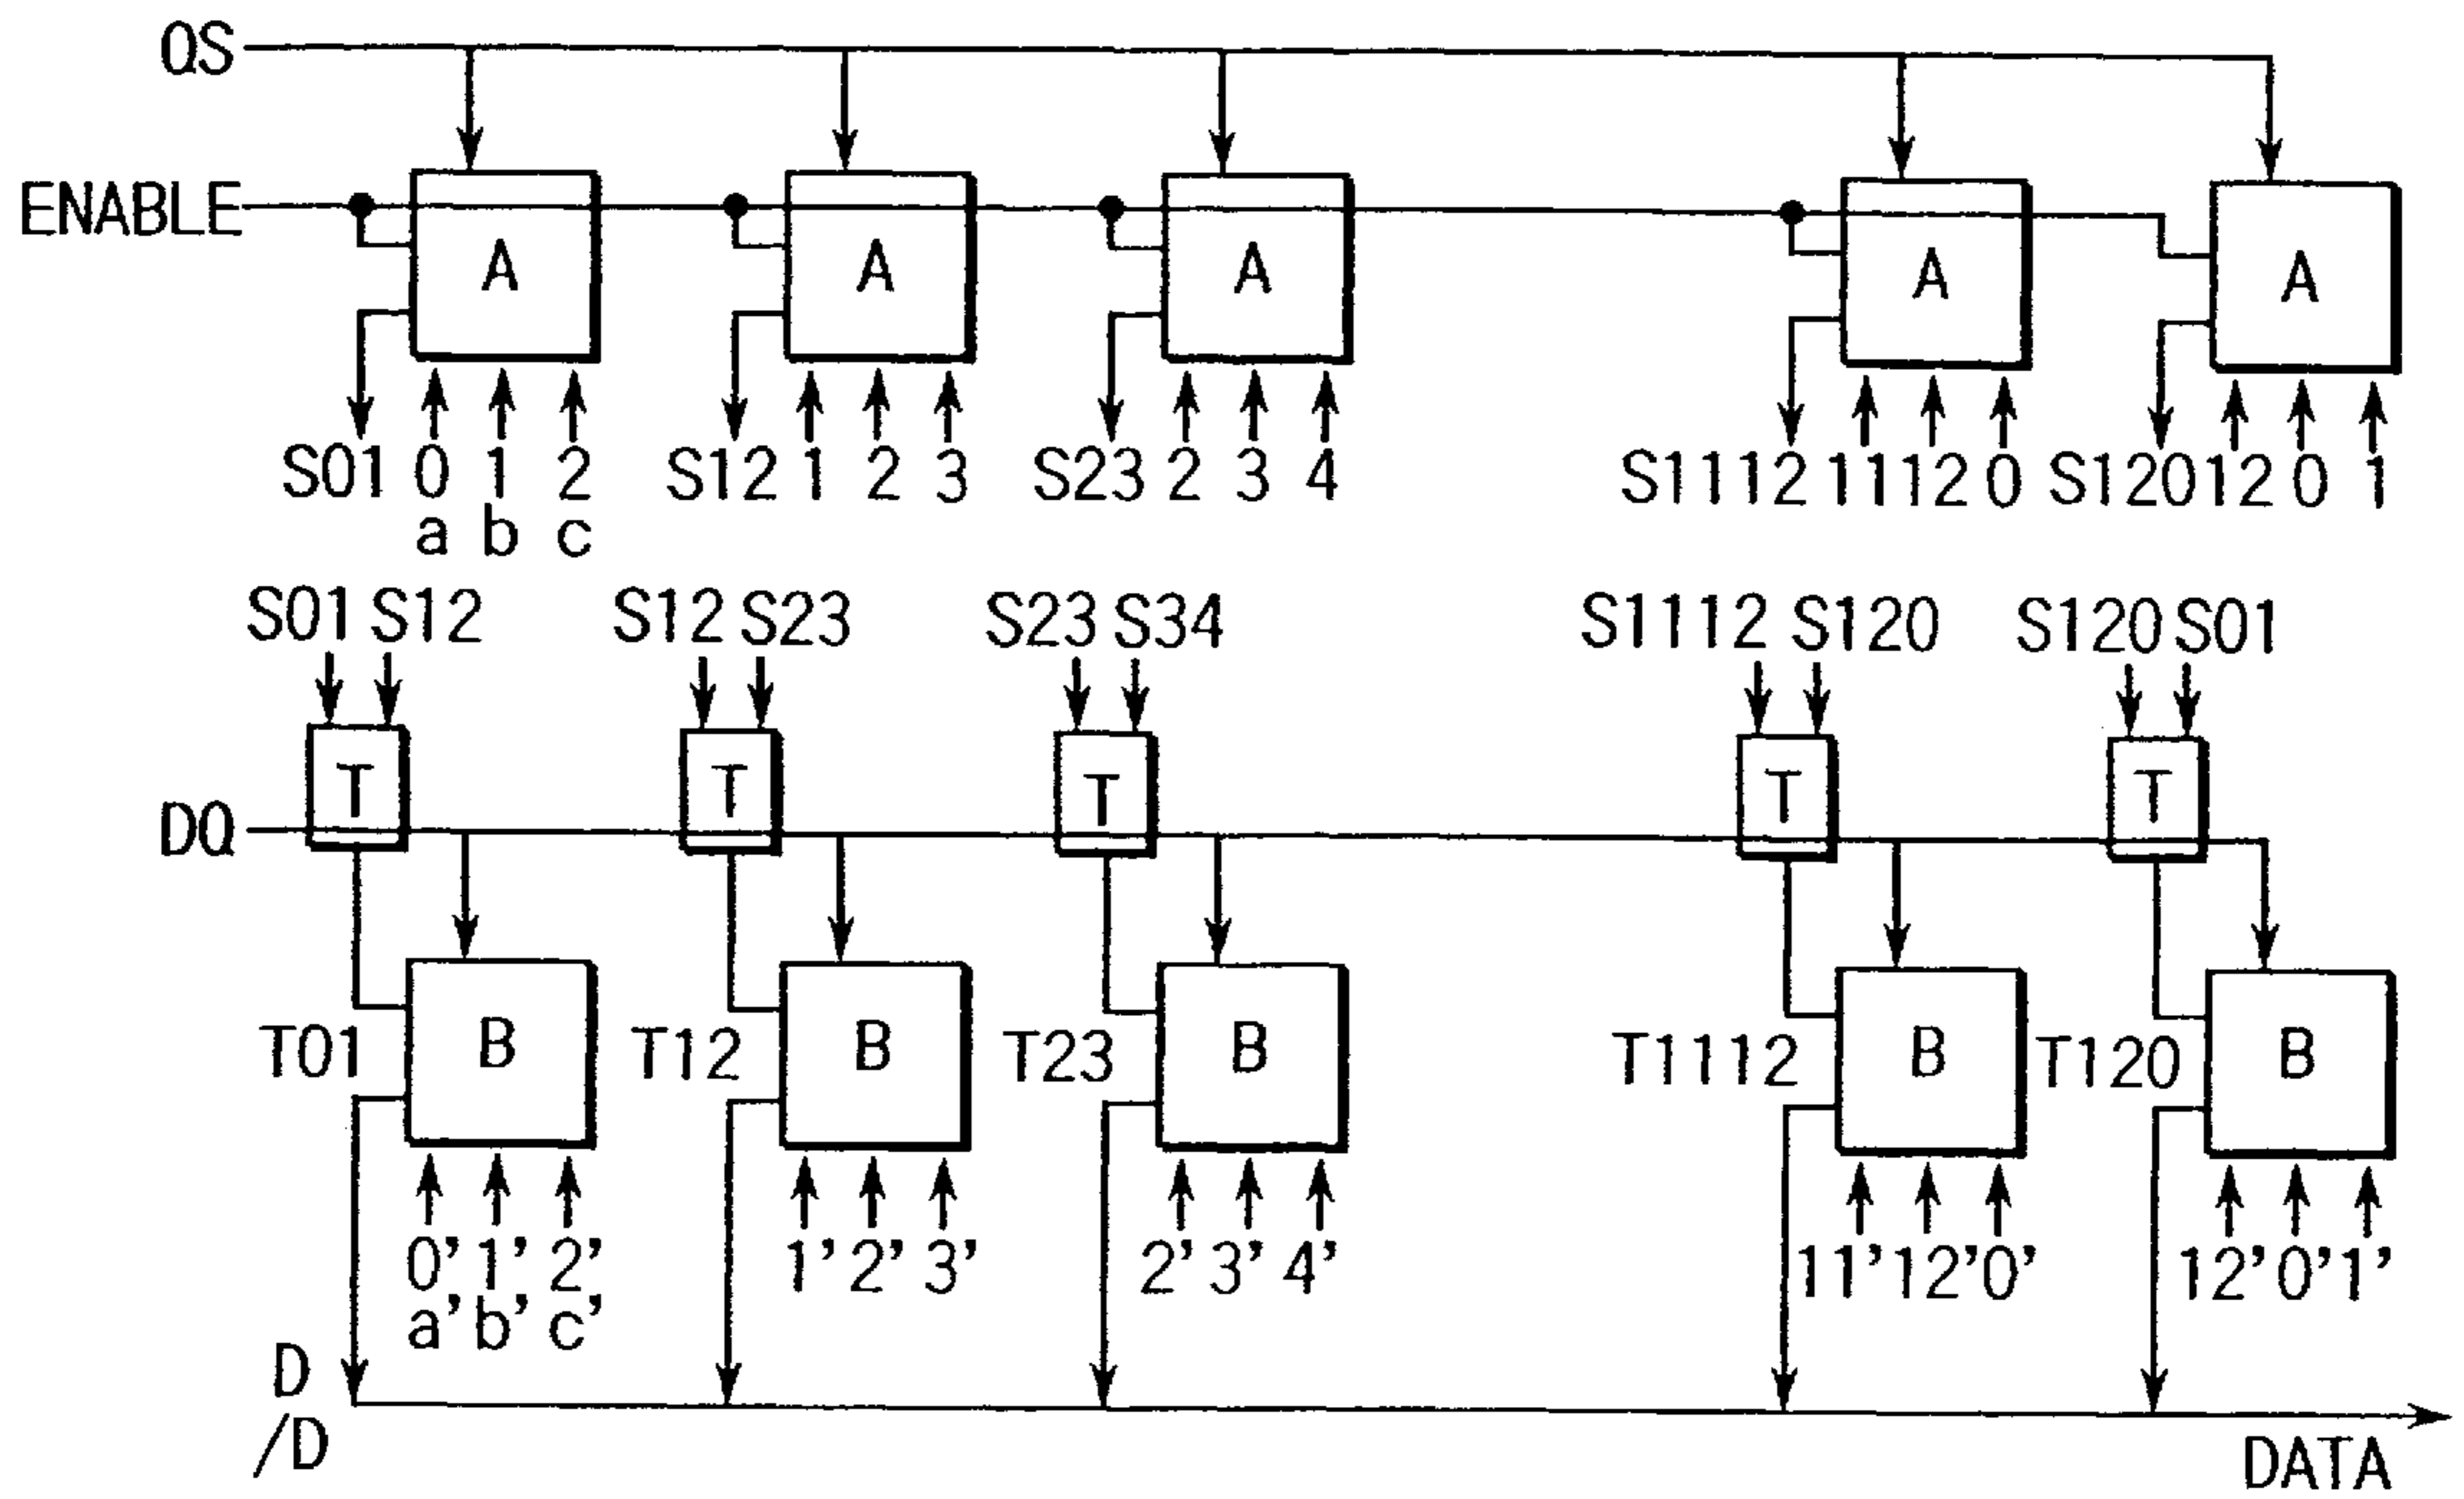 QS
ENABLE
A A A A A
S01 0 1 2 S12 1 2 3 S23 2 3 4 S1112 11 12 0 S120 12 0 1
a b c
S01 S12 S12 S23 S23 S34 S1112 S120 S120 S01
T T T T T
DQ
T01 B T12 B T23 B T1112 B T120 B
0' 1' 2' 1' 2' 3' 2' 3' 4' 11' 12' 0' 12' 0' 1'
a' b' c'
D
/D
DATA